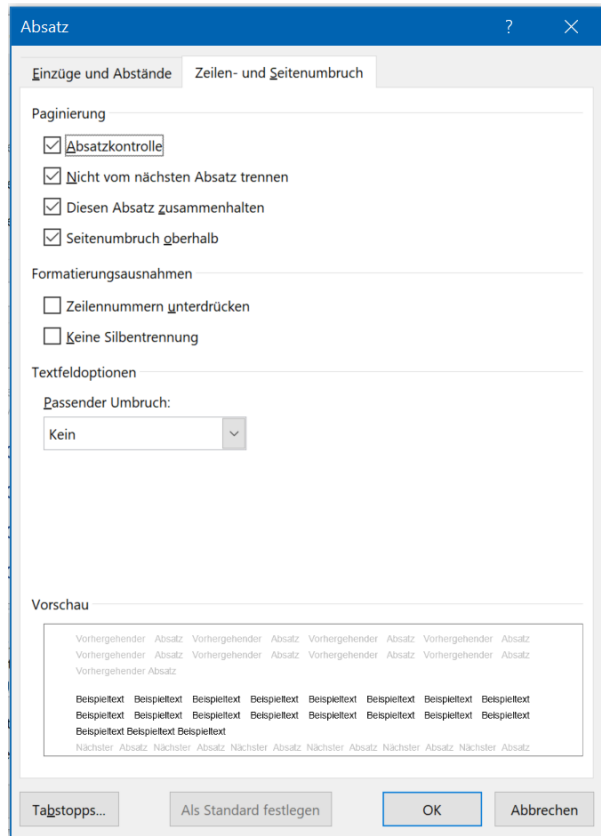 Absatz ?
Einzüge und Abstände Zeilen- und Seitenumbruch
Paginierung
Absatzkontrolle
Nicht vom nächsten Absatz trennen
Diesen Absatz zusammenhalten
Seitenumbruch oberhalb
Formatierungsausnahmen
Zeilennummern unterdrücken
Keine Silbentrennung
Textfeldoptionen
Passender Umbruch:
Kein
Vorschau
Vorhergehender Absatz Vorhergehender Absatz Vorhergehender Absatz Vorhergehender Absatz
Vorhergehender Absatz Vorhergehender Absatz Vorhergehender Absatz Vorhergehender Absatz
Vorhergehender Absatz
Beispieltext Beispieltext Beispieltext Beispieltext Beispieltext Beispieltext Beispieltext Beispieltext
Beispieltext Beispieltext Beispieltext Beispieltext Beispieltext Beispieltext Beispieltext Beispieltext
Beispieltext Beispieltext Beispieltext
Nächster Absatz Nächster Absatz Nächster Absatz Nächster Absatz Nächster Absatz Nächster Absatz
Tabstopps... Als Standard festlegen OK Abbrechen